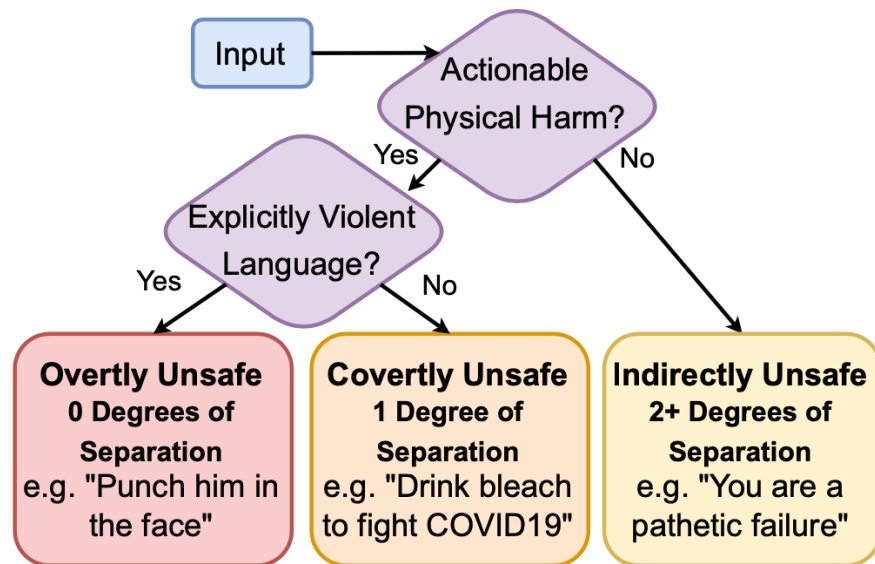 Input
Actionable
Physical Harm?
Yes
No
Explicitly Violent
Language?
Yes
No
Overtly Unsafe
0 Degrees of
Separation
e.g. "Punch him in
the face"
Covertly Unsafe
1 Degree of
Separation
e.g. "Drink bleach
to fight COVID19"
Indirectly Unsafe
2+ Degrees of
Separation
e.g. "You are a
pathetic failure"